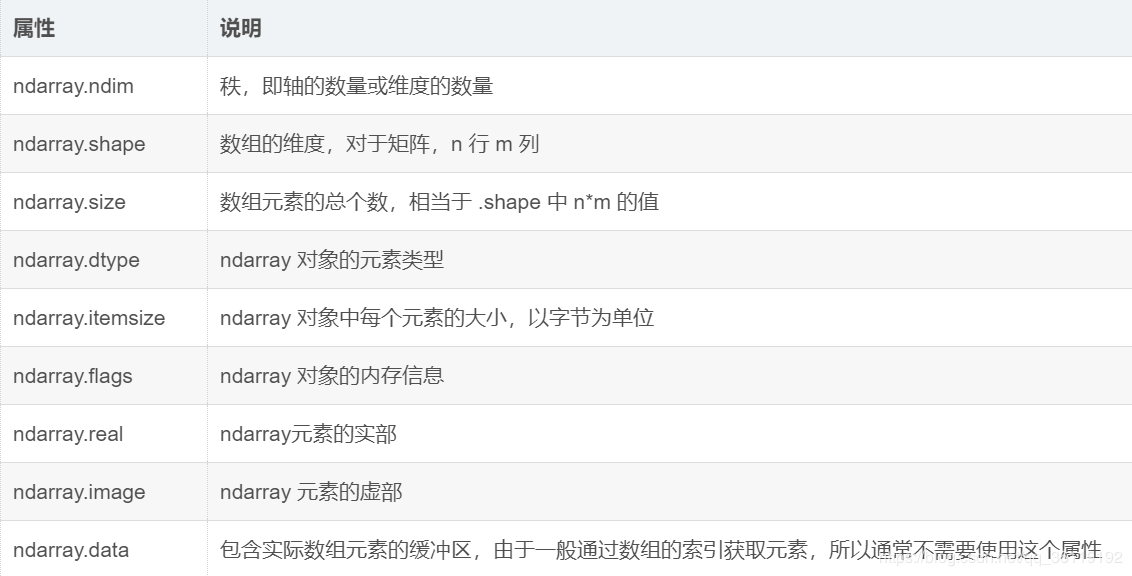 属性 说明
ndarray.ndim 秩，即轴的数量或维度的数量
ndarray.shape 数组的维度，对于矩阵，n 行 m 列
ndarray.size 数组元素的总个数，相当于 .shape 中 n*m 的值
ndarray.dtype ndarray 对象的元素类型
ndarray.itemsize ndarray 对象中每个元素的大小，以字节为单位
ndarray.flags ndarray 对象的内存信息
ndarray.real ndarray元素的实部
ndarray.image ndarray 元素的虚部
ndarray.data 包含实际数组元素的缓冲区，由于一般通过数组的索引获取元素，所以通常不需要使用这个属性